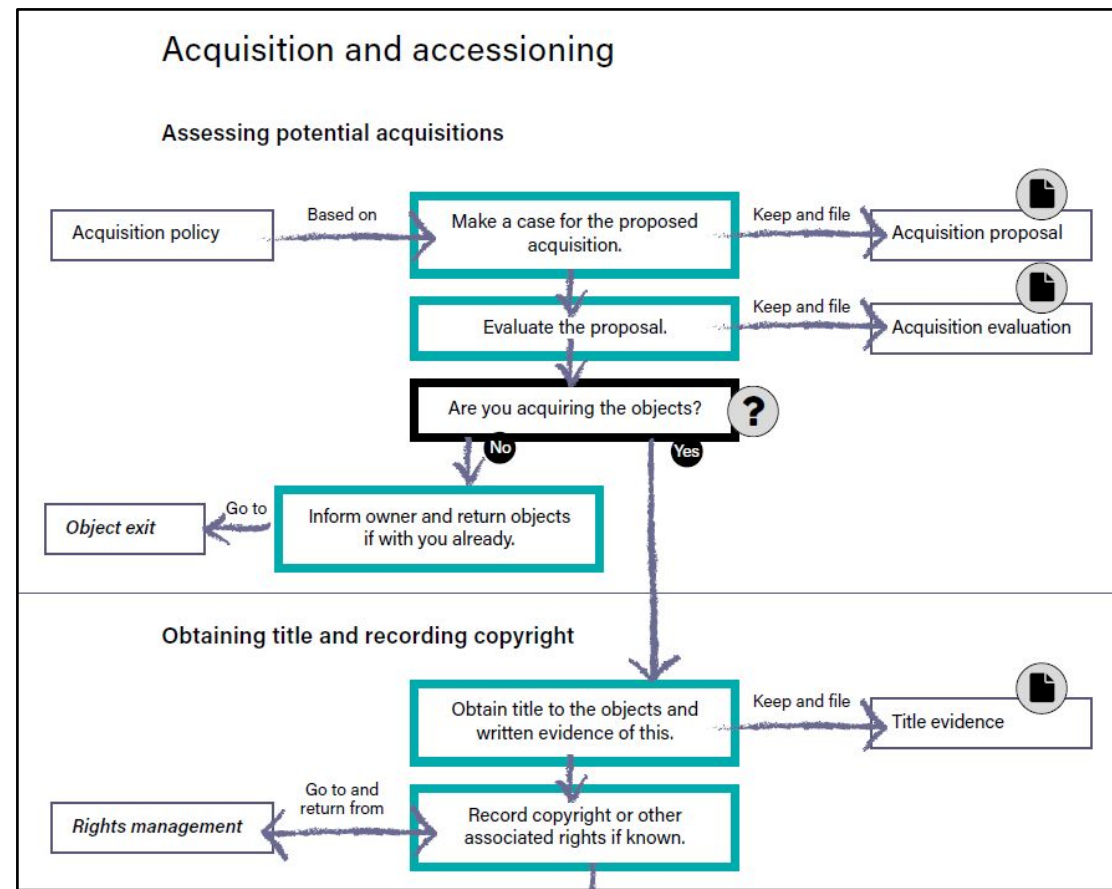 Acquisition and accessioning
Assessing potential acquisitions
Acquisition policy
Based on
Make a case for the proposed
acquisition.
Keep and file
Acquisition proposal
Evaluate the proposal.
Keep and file
Acquisition evaluation
Are you acquiring the objects?
?
No
Yes
Object exit
Go to
Inform owner and return objects
if with you already.
Obtaining title and recording copyright
Obtain title to the objects and
written evidence of this.
Keep and file
Title evidence
Rights management
Go to and
return from
Record copyright or other
associated rights if known.